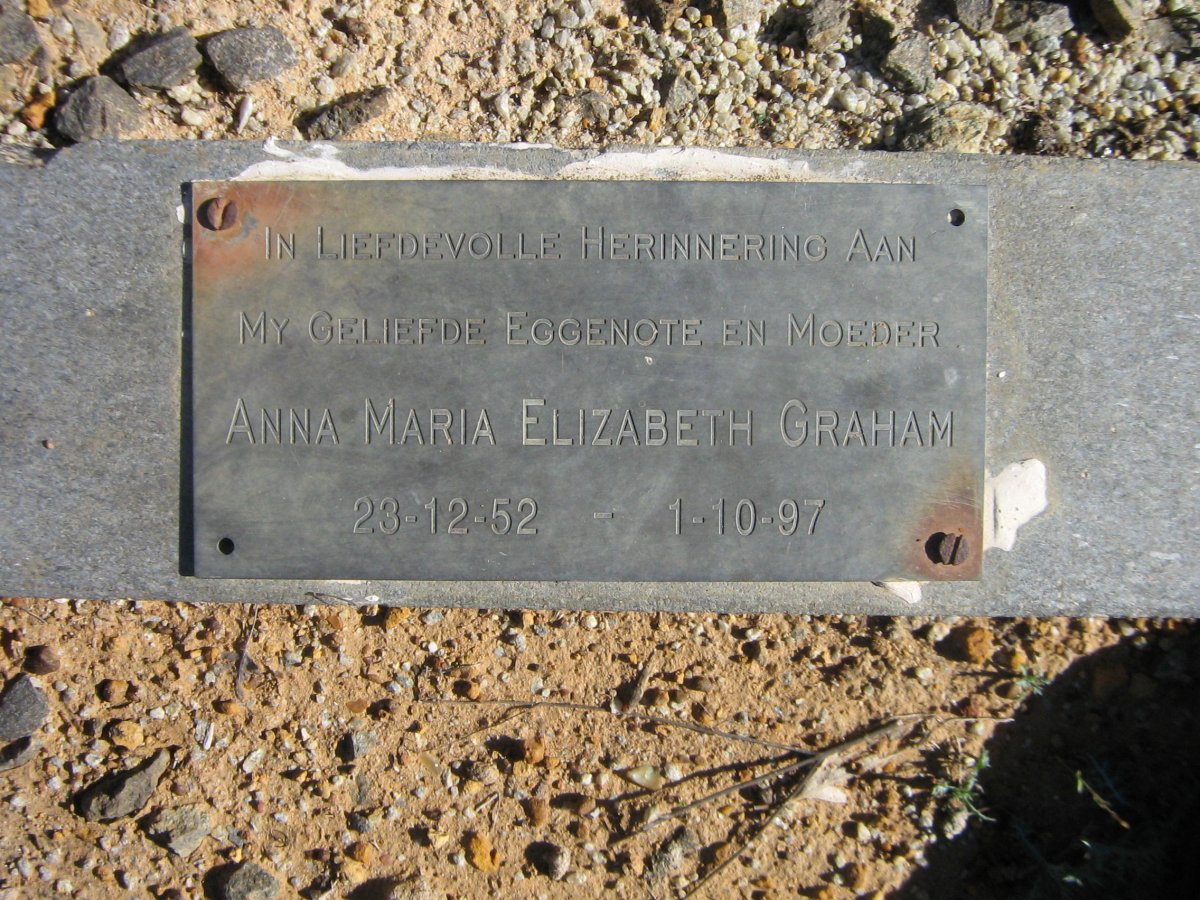 In Liefdevolle Herinnering Aan
My Geliefde Eggenote en Moeder
Anna Maria Elizabeth Graham
23-12-52 - 1-10-97